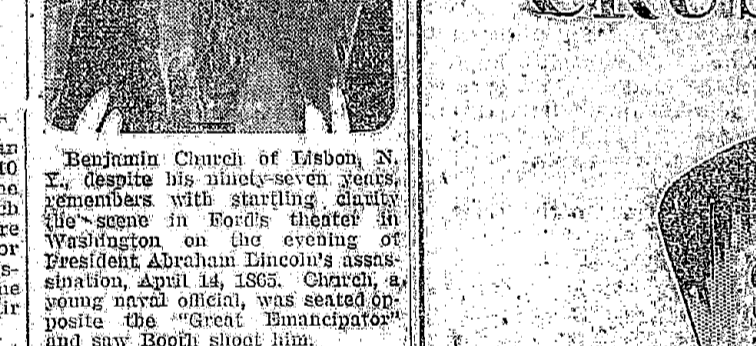 Benjamin Church of Lisbon, N.
Y., despite his ninety-seven years,
remembers with startling clarity
the scene in Ford's theater in
Washington on the evening of
President Abraham Lincoln's assas-
sination, April 14, 1865. Church, a
young naval official, was seated op-
posite the "Great Emancipator"
and saw Booth shoot him.